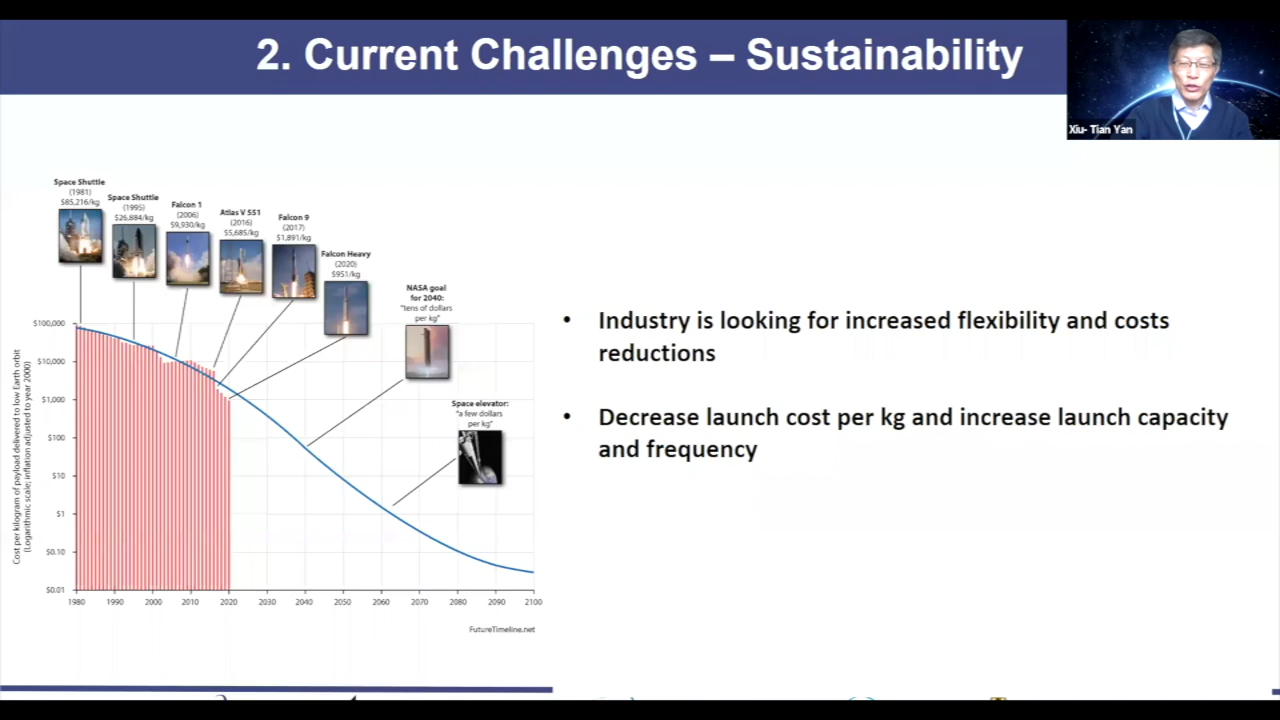 2. Current Challenges – Sustainability
Xiu- Tian Yan
Space Shuttle
(1981)
$85,216/kg
Space Shuttle
(1995)
$26,884/kg
Falcon 1
(2006)
$9,930/kg
Atlas V 551
(2016)
$5,685/kg
Falcon 9
(2017)
$1,891/kg
Falcon Heavy
(2020)
$951/kg
NASA goal
for 2040:
"tens of dollars
per kg"
Space elevator:
"a few dollars
per kg"
Cost per kilogram of payload delivered to low Earth orbit
(Logarithmic scale; inflation adjusted to year 2000)
$100,000
$10,000
$1,000
$100
$10
$1
$0.10
$0.01
1980 1990 2000 2010 2020 2030 2040 2050 2060 2070 2080 2090 2100
FutureTimeline.net
• Industry is looking for increased flexibility and costs
reductions
• Decrease launch cost per kg and increase launch capacity
and frequency